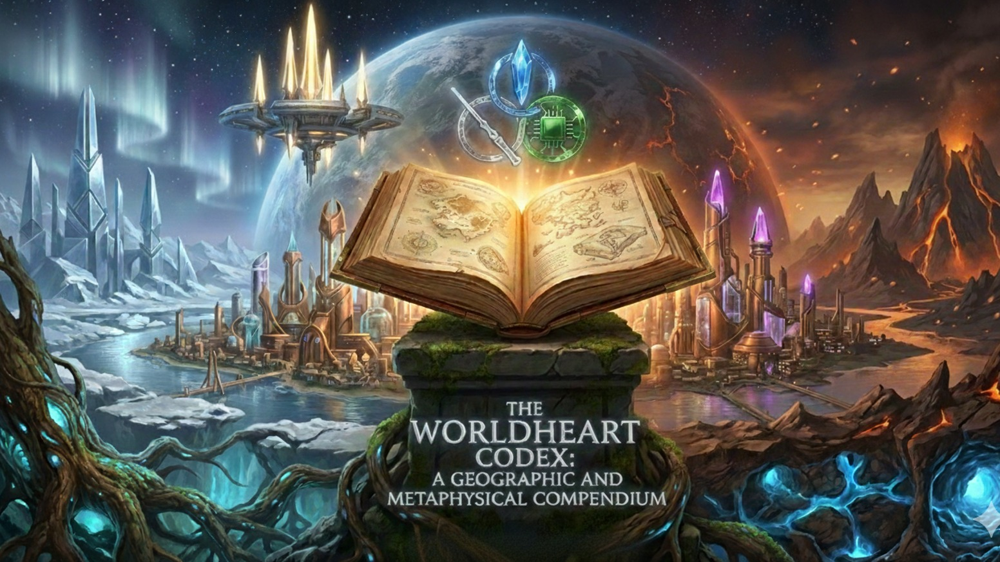 THE
WORLDHEART
CODEX:
A GEOGRAPHIC AND
METAPHYSICAL COMPENDIUM